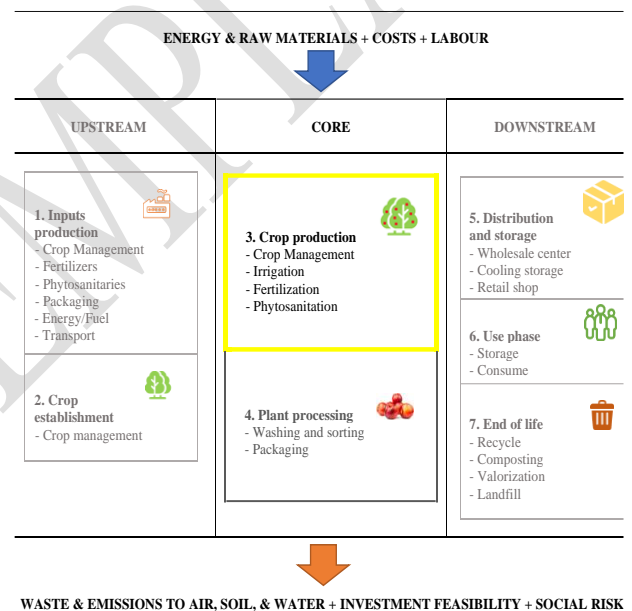 ENERGY & RAW MATERIALS + COSTS + LABOUR
UPSTREAM
CORE
DOWNSTREAM
1. Inputs
production
- Crop Management
- Fertilizers
- Phytosanitaries
- Packaging
- Energy/Fuel
- Transport
2. Crop
establishment
- Crop management
3. Crop production
- Crop Management
- Irrigation
- Fertilization
- Phytosanitation
4. Plant processing
- Washing and sorting
- Packaging
5. Distribution
and storage
- Wholesale center
- Cooling storage
- Retail shop
6. Use phase
- Storage
- Consume
7. End of life
- Recycle
- Composting
- Valorization
- Landfill
WASTE & EMISSIONS TO AIR, SOIL, & WATER + INVESTMENT FEASIBILITY + SOCIAL RISK